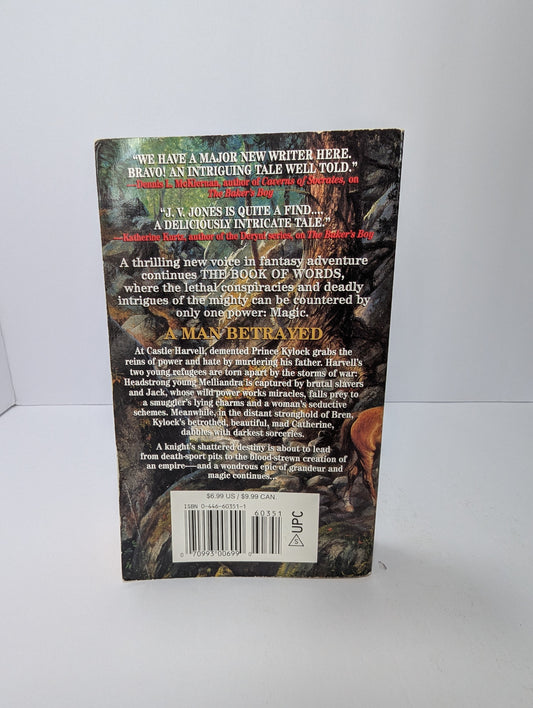 “WE HAVE A MAJOR NEW WRITER HERE.
BRAVO! AN INTRIGUING TALE WELL TOLD.”
—Dennis L. McKiernan, author of Caverns of Socrates, on
The Baker's Boy
“J. V. JONES IS QUITE A FIND....
A DELICIOUSLY INTRICATE TALE.”
—Katherine Kurtz, author of the Deryni series, on The Baker's Boy
A thrilling new voice in fantasy adventure
continues THE BOOK OF WORDS,
where the lethal conspiracies and deadly
intrigues of the mighty can be countered by
only one power: Magic.
A MAN BETRAYED
At Castle Harvell, demented Prince Kylock grabs the
reins of power and hate by murdering his father. Harvell's
two young refugees are torn apart by the storms of war:
Headstrong young Melliandra is captured by brutal slavers
and Jack, whose wild power works miracles, falls prey to
a smuggler's lying charms and a woman's seductive
schemes. Meanwhile, in the distant stronghold of Bren,
Kylock's betrothed, beautiful, mad Catherine,
dabbles with darkest sorceries.
A knight's shattered destiny is about to lead
from death-sport pits to the blood-strewn creation of
an empire—and a wondrous epic of grandeur and
magic continues...
$6.99 US / $9.99 CAN.
ISBN 0-446-60351-1
60351
0 70993 00699 0
S UPC